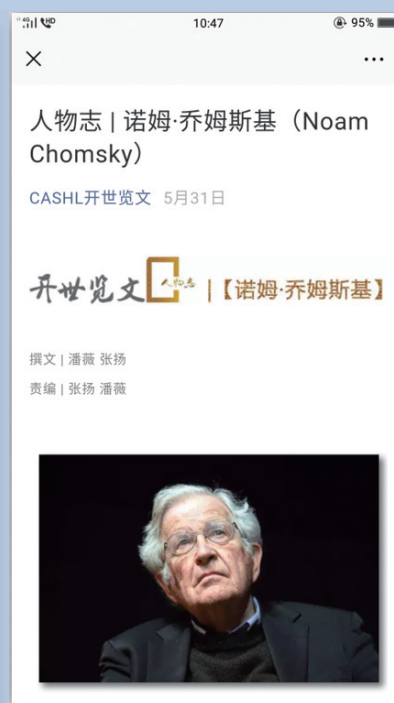 4G HD
10:47
95%
人物志 | 诺姆·乔姆斯基（Noam
Chomsky）
CASHL开世览文 5月31日
开世览文 人物志 |【诺姆·乔姆斯基】
撰文 | 潘薇 张扬
责编 | 张扬 潘薇